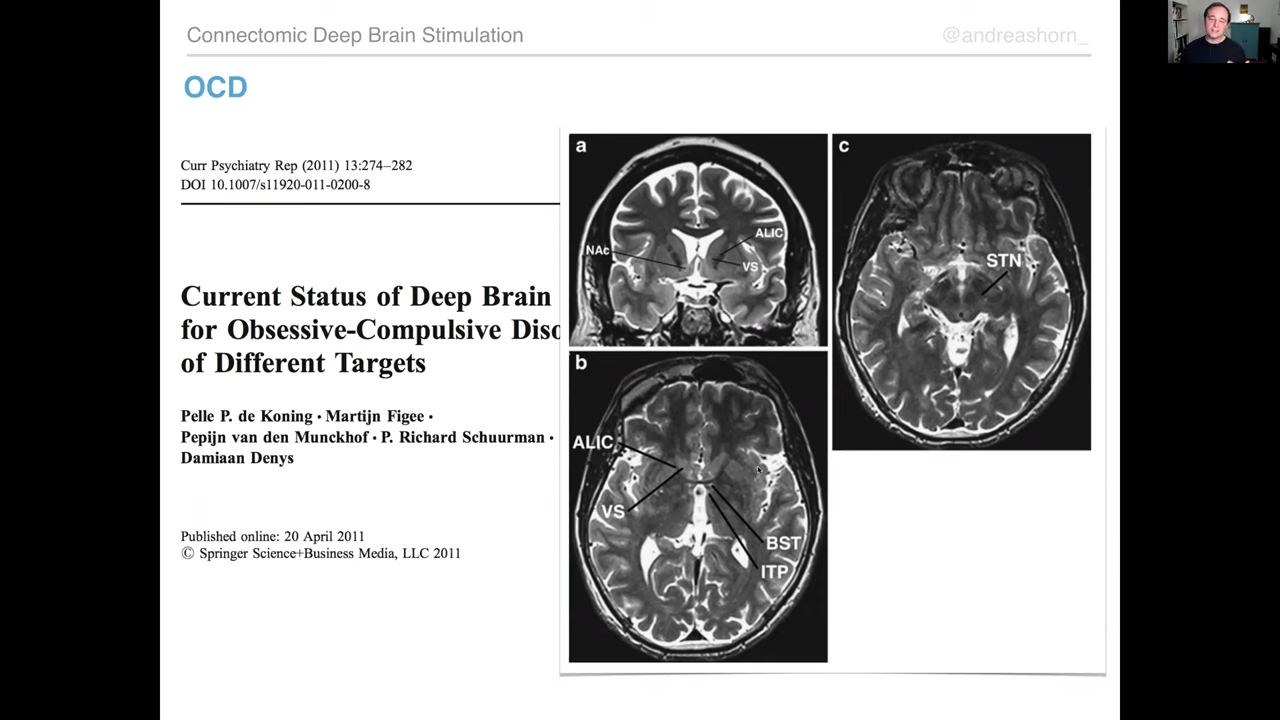 Connectomic Deep Brain Stimulation
@andreashorn_
OCD
Curr Psychiatry Rep (2011) 13:274–282
DOI 10.1007/s11920-011-0200-8
Current Status of Deep Brain
for Obsessive-Compulsive Diso
of Different Targets
Pelle P. de Koning · Martijn Figee ·
Pepijn van den Munckhof · P. Richard Schuurman ·
Damiaan Denys
Published online: 20 April 2011
© Springer Science+Business Media, LLC 2011
a
ALIC
NAc
VS
b
ALIC
VS
BST
ITP
c
STN